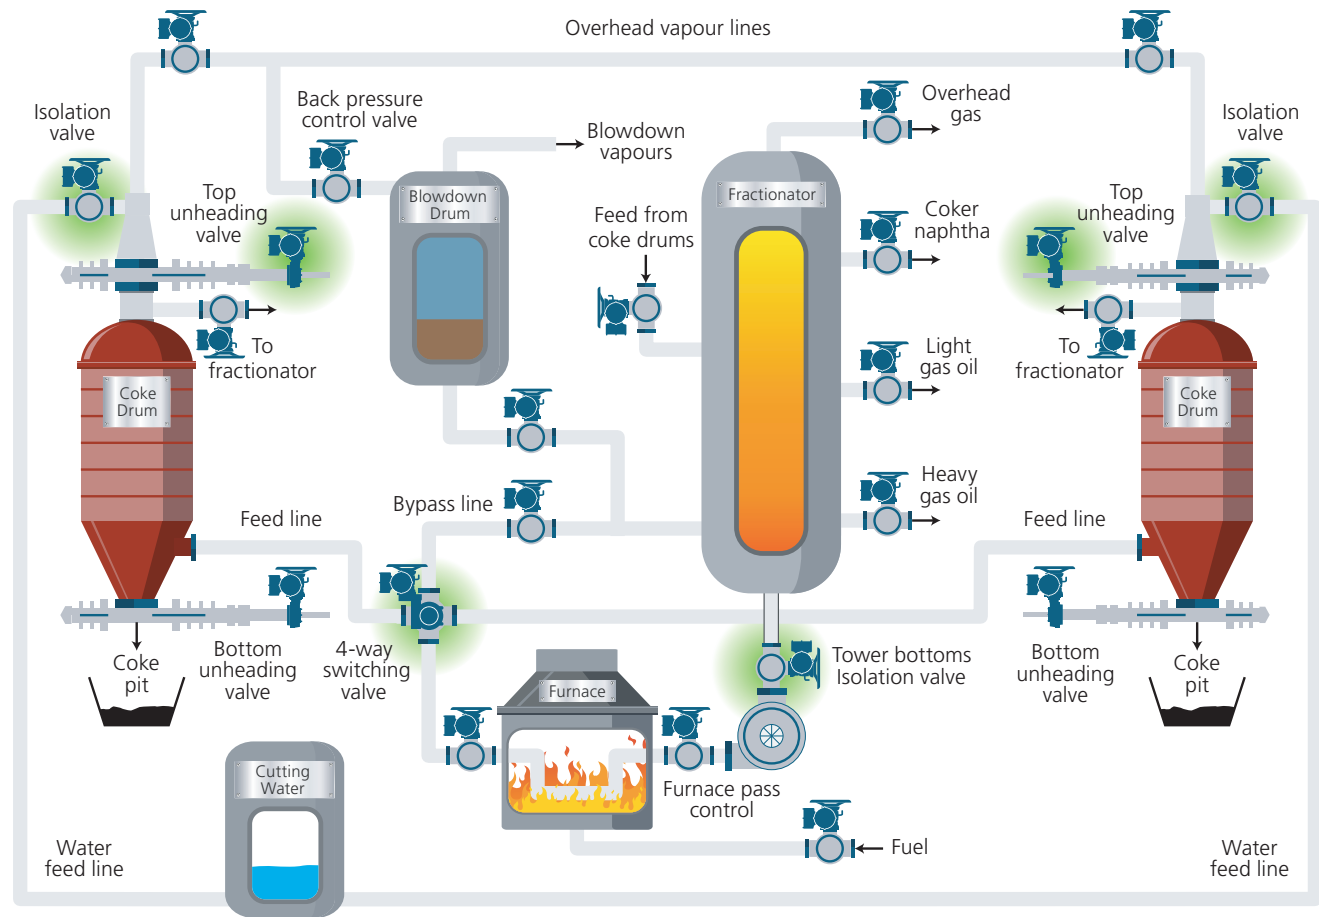 Overhead vapour lines
Isolation
valve
Back pressure
control valve
Blowdown
vapours
Overhead
gas
Isolation
valve
Top
unheading
valve
Blowdown
Drum
Fractionator
Feed from
coke drums
Coker
naphtha
Top
unheading
valve
To
fractionator
Light
gas oil
To
fractionator
Coke
Drum
Coke
Drum
Bypass line
Heavy
gas oil
Feed line
Feed line
Coke
pit
Bottom
unheading
valve
4-way
switching
valve
Furnace
Tower bottoms
Isolation valve
Bottom
unheading
valve
Coke
pit
Cutting
Water
Furnace pass
control
Water
feed line
Fuel
Water
feed line